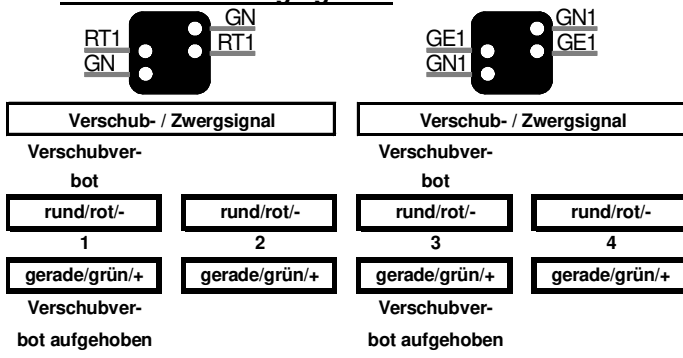 GN
RT1
RT1
GN
GN1
GE1
GE1
GN1
Verschub- / Zwergsignal
Verschub- / Zwergsignal
Verschubver-
bot
Verschubver-
bot
rund/rot/-
rund/rot/-
rund/rot/-
rund/rot/-
1
2
3
4
gerade/grün/+
gerade/grün/+
gerade/grün/+
gerade/grün/+
Verschubver-
bot aufgehoben
Verschubver-
bot aufgehoben